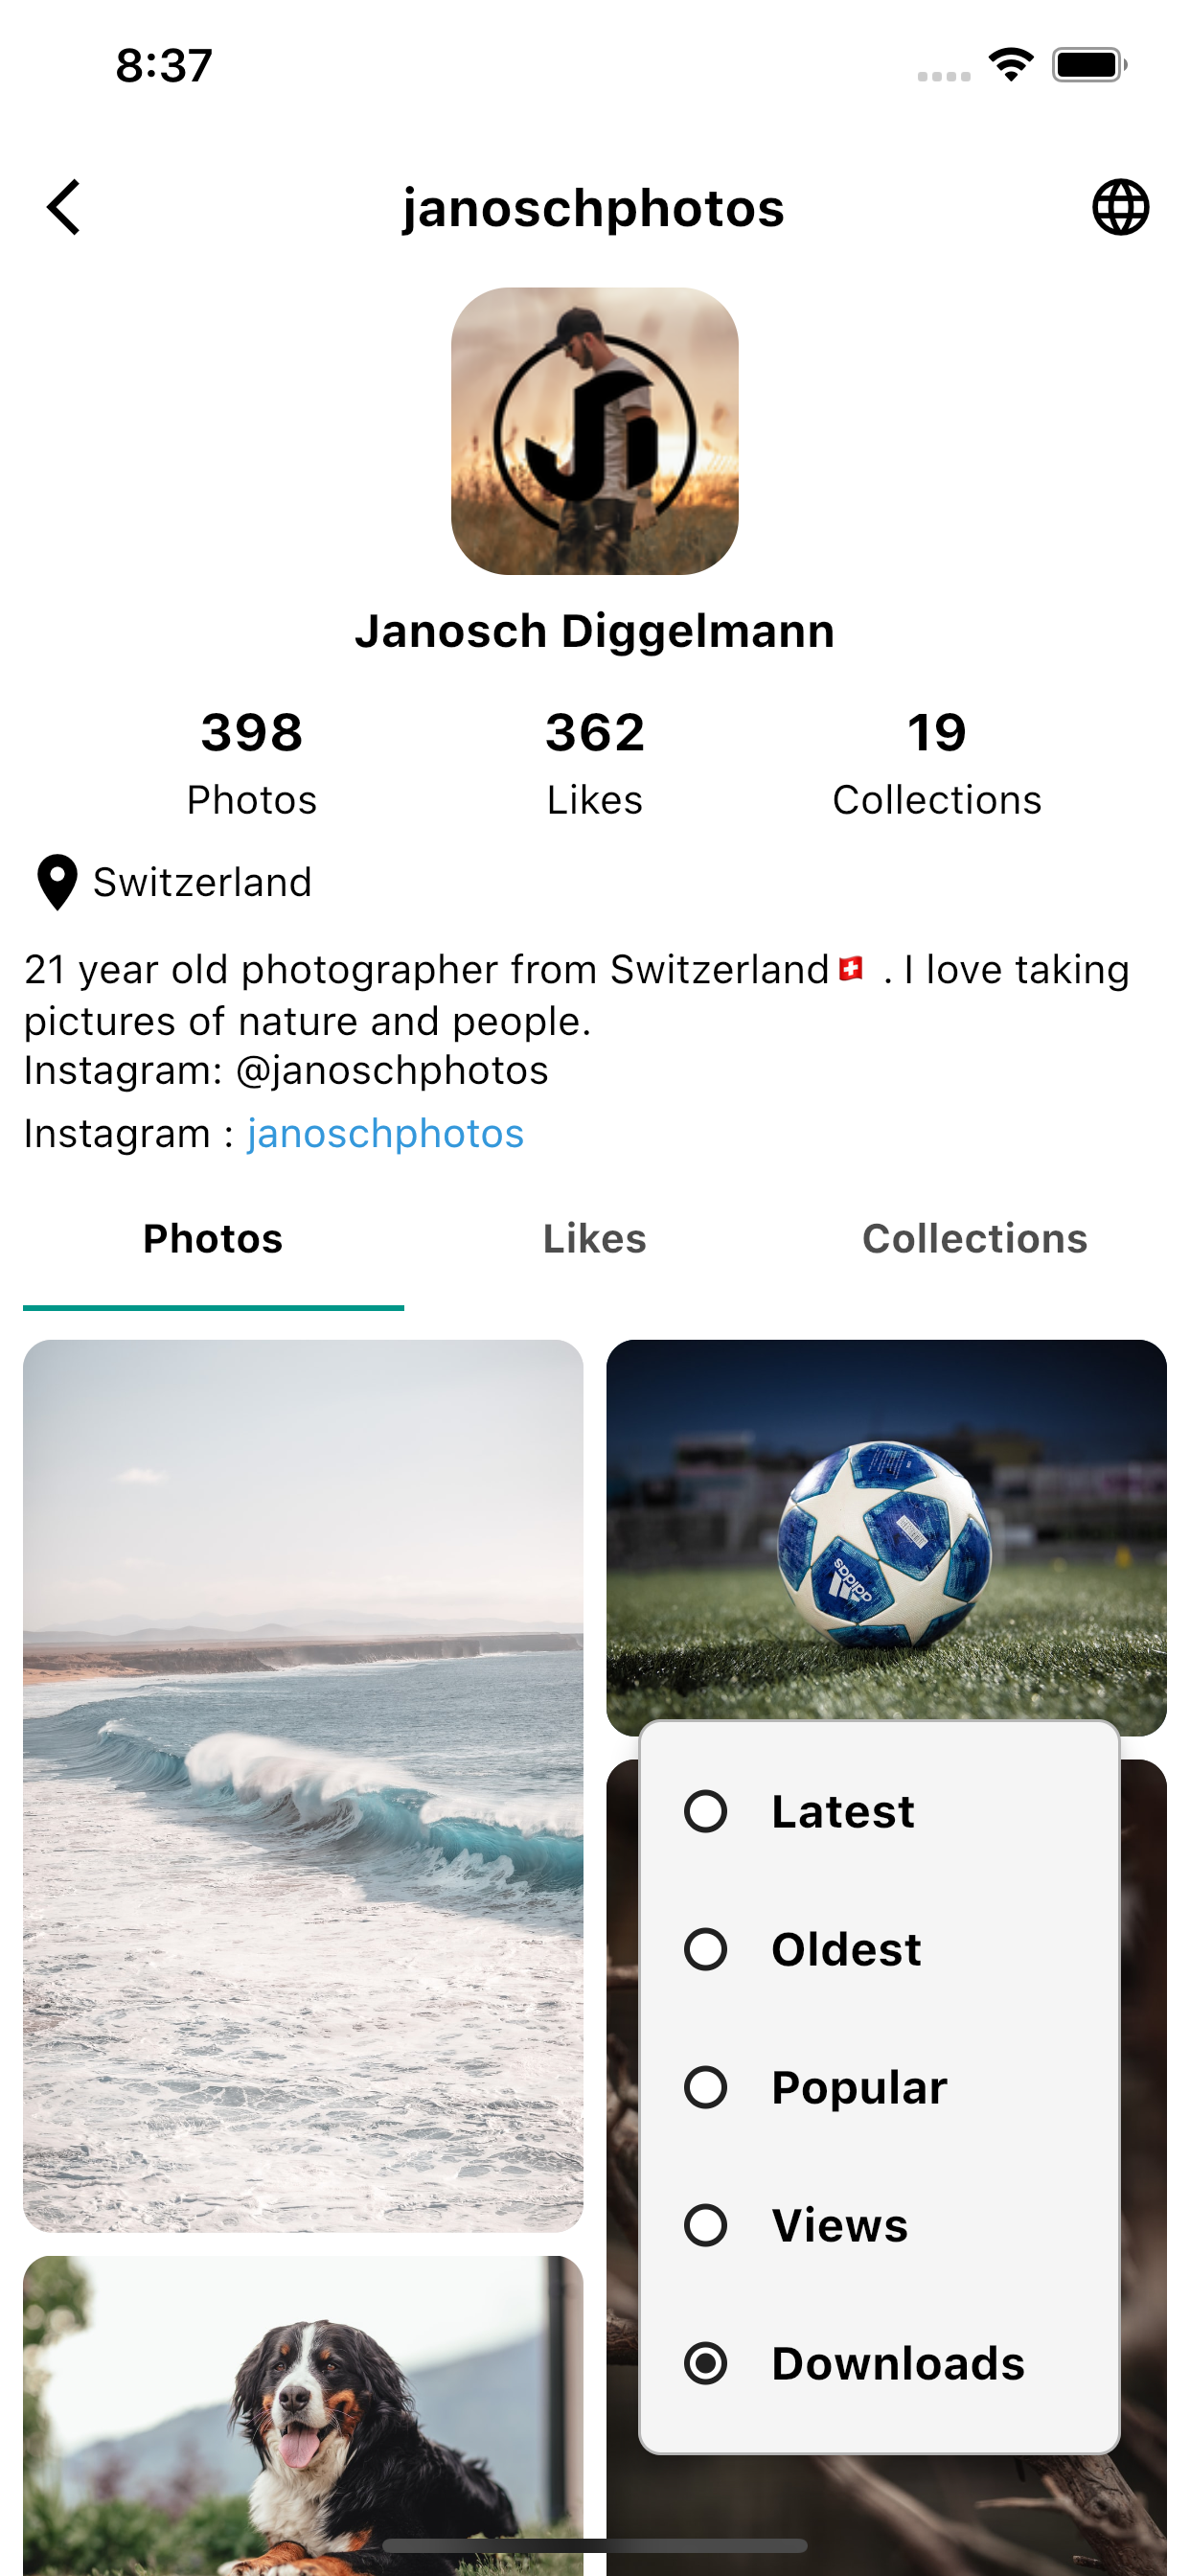 8:37
janoschphotos
Janosch Diggelmann
398 362 19
Photos Likes Collections
Switzerland
21 year old photographer from Switzerland🇨🇭 . I love taking
pictures of nature and people.
Instagram: @janoschphotos
Instagram : janoschphotos
Photos Likes Collections
adidas
Latest
Oldest
Popular
Views
Downloads